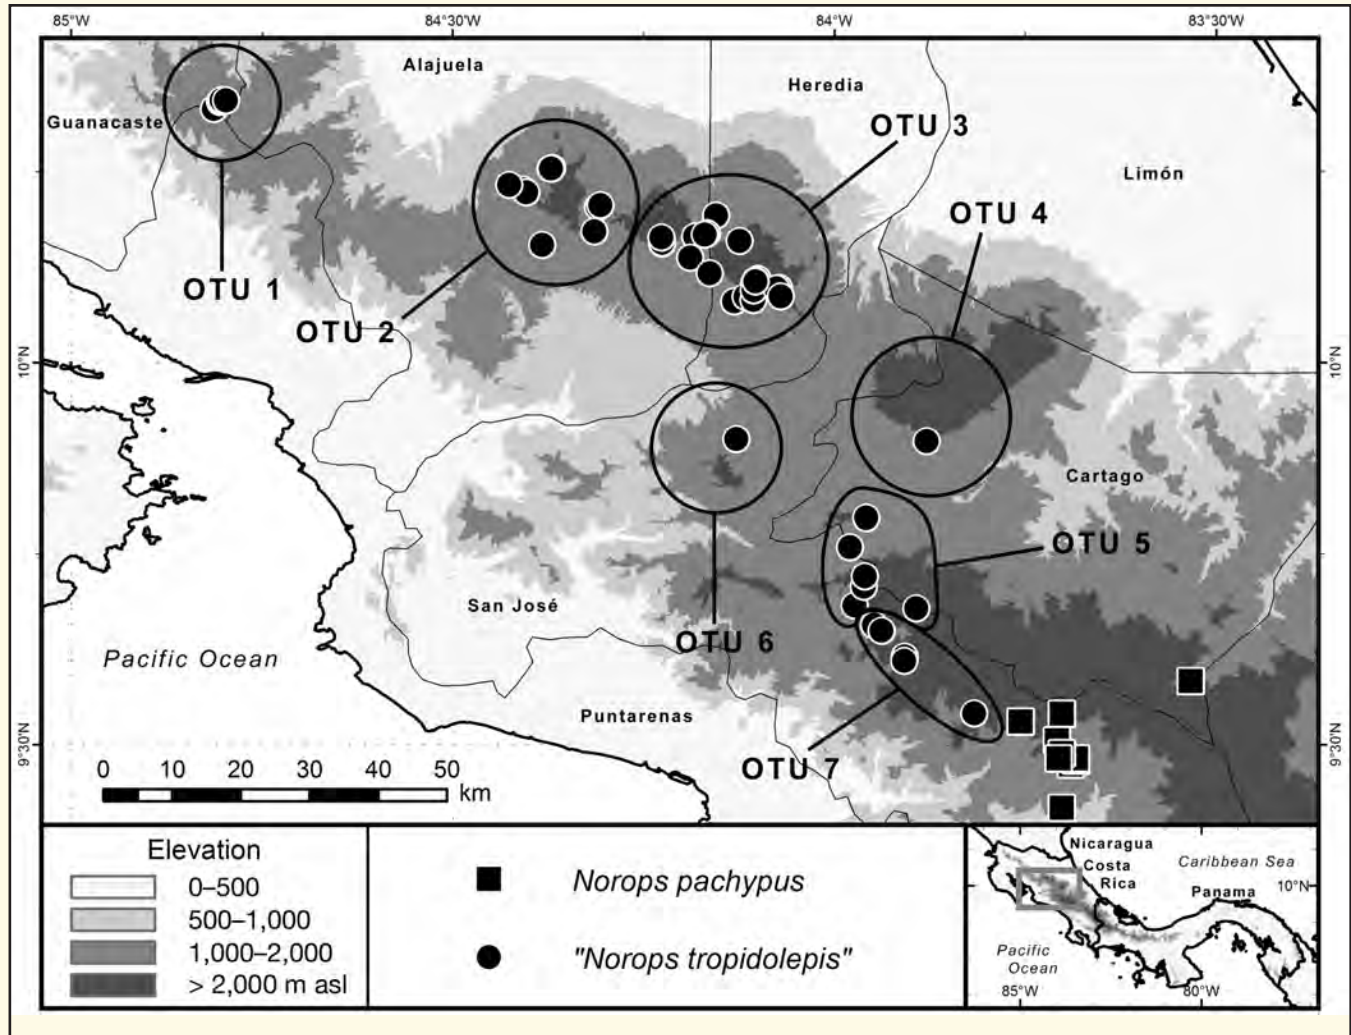 85°W
84°30'W
84°W
83°30'W
Alajuela
Heredia
Guanacaste
OTU 3
Limón
OTU 4
OTU 1
OTU 2
10°N
10°N
Cartago
OTU 5
San José
OTU 6
Pacific Ocean
Puntarenas
9°30'N
9°30'N
OTU 7
0 10 20 30 40 50
km
Elevation
0–500
500–1,000
1,000–2,000
> 2,000 m asl
Norops pachypus
"Norops tropidolepis"
Nicaragua
Costa
Rica
Caribbean Sea
Panama
10°N
Pacific
Ocean
85°W
80°W